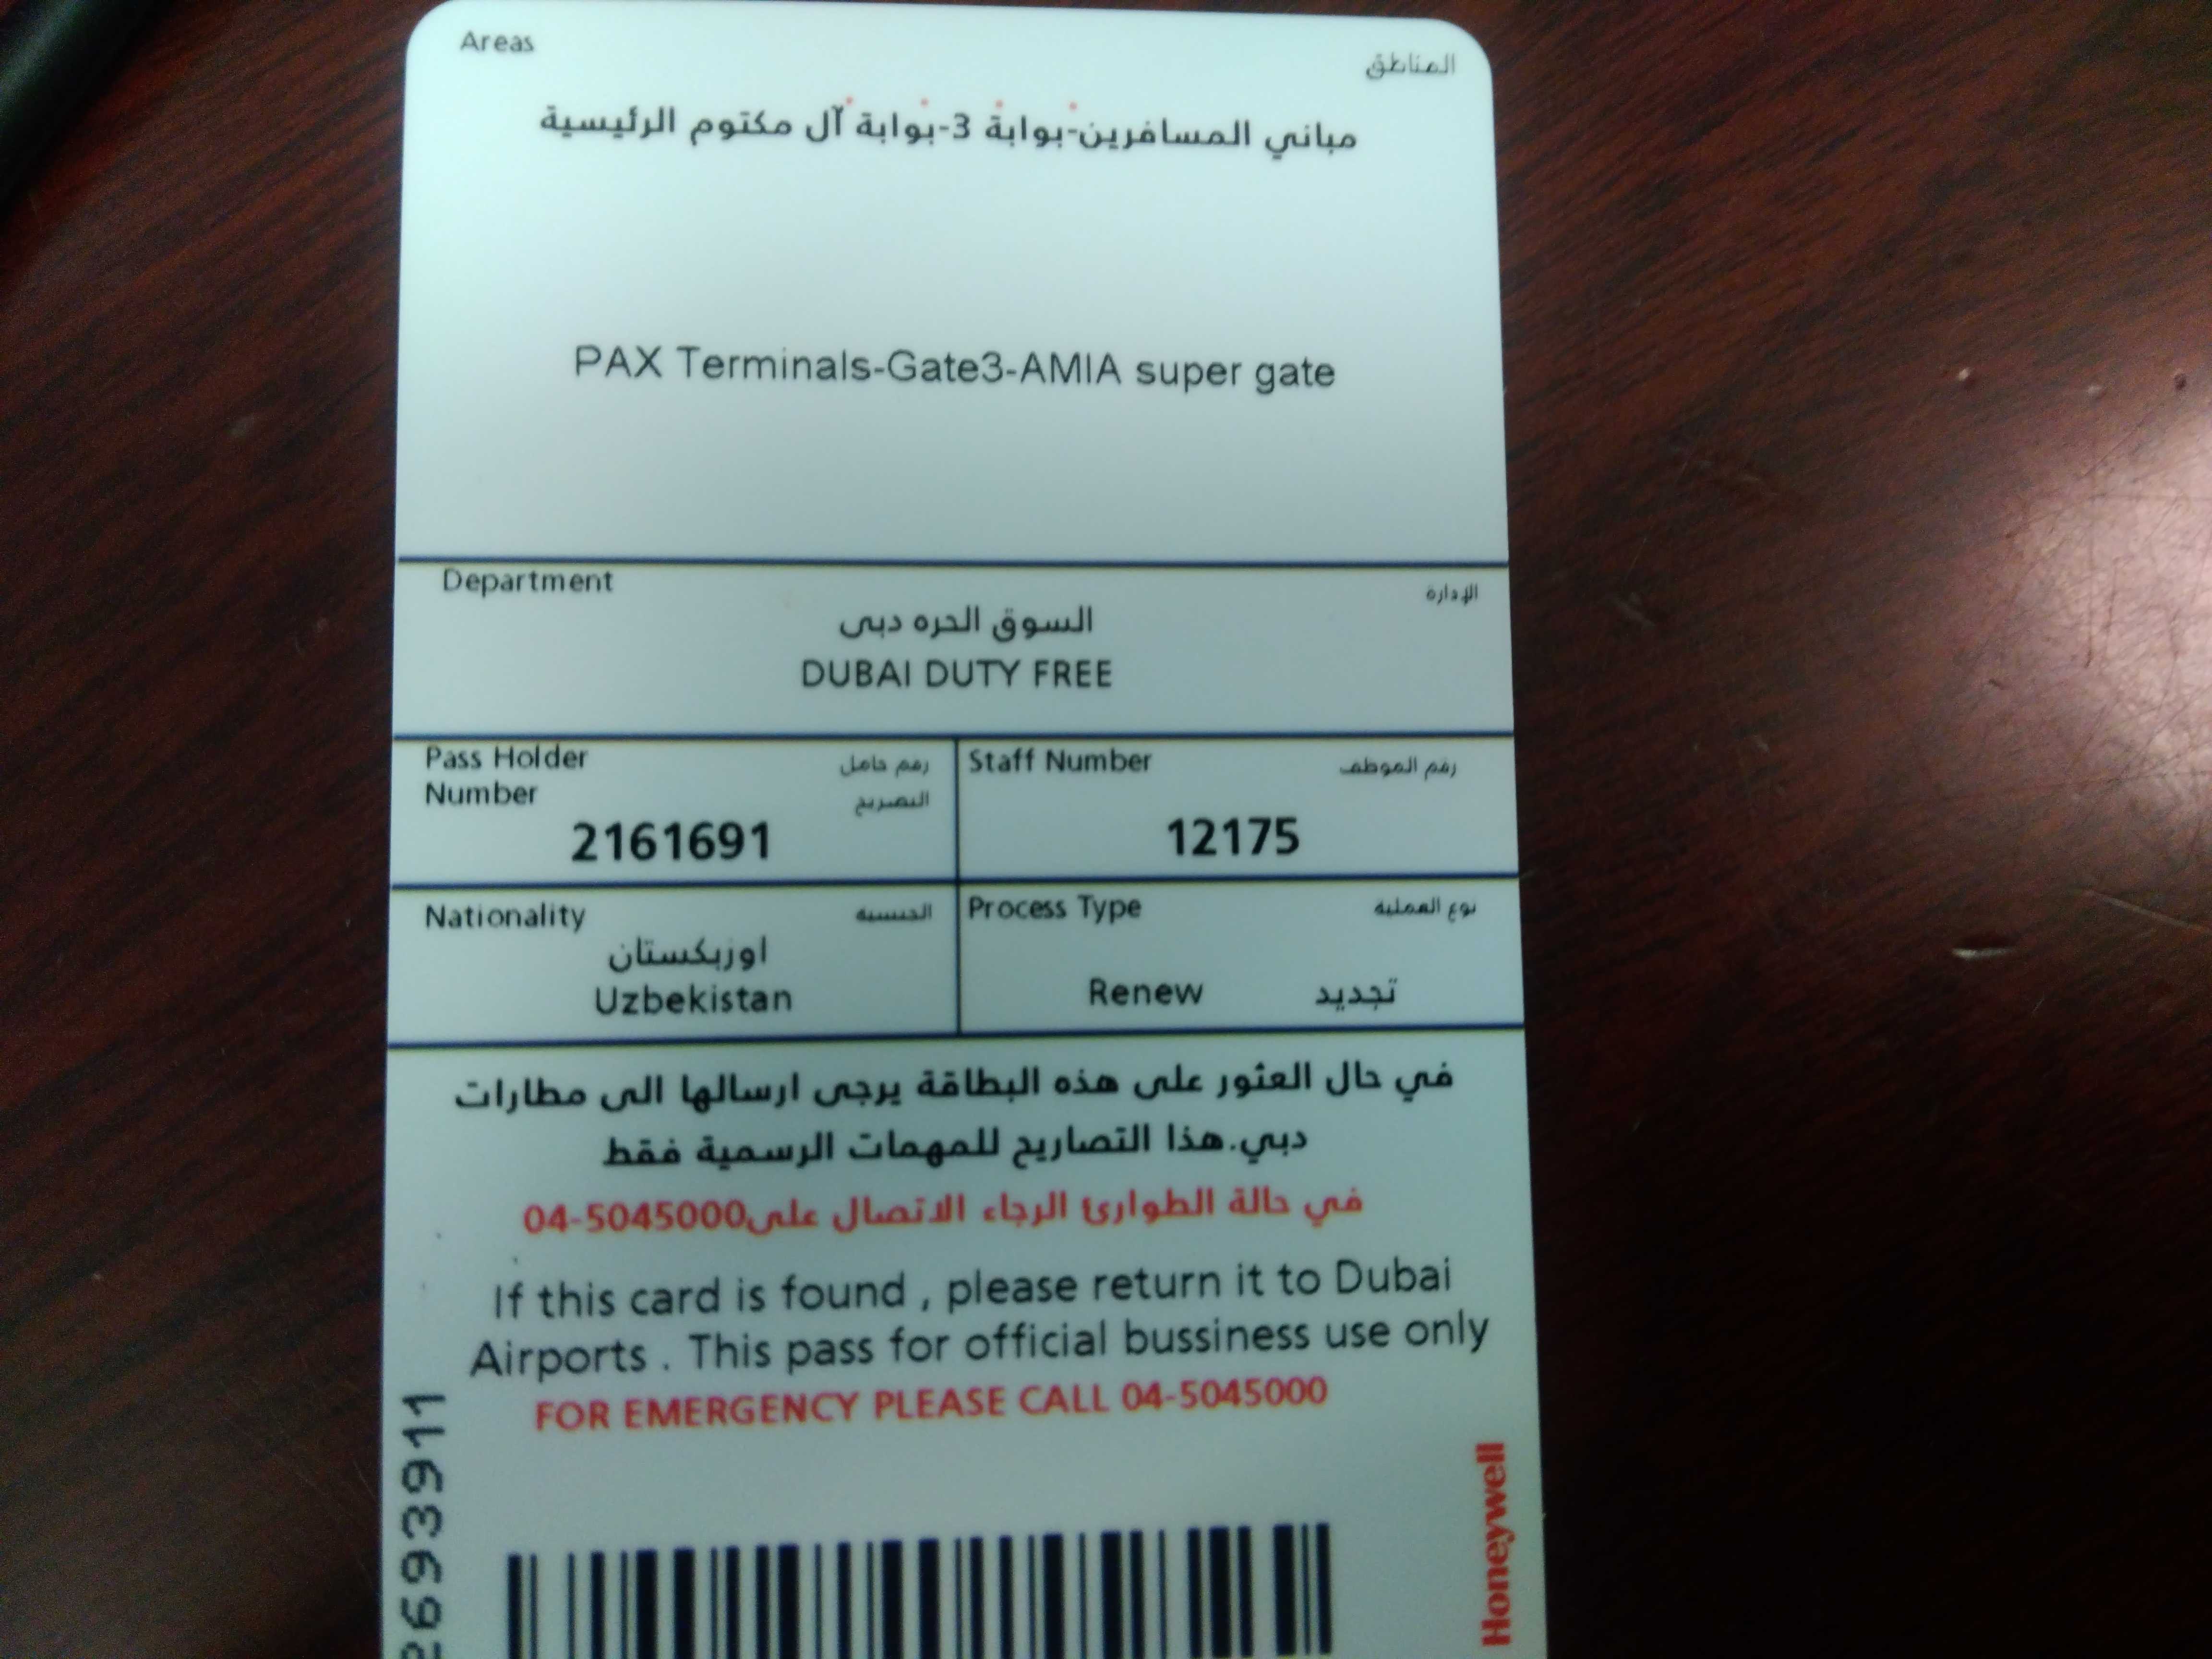 Areas المناطق
مباني المسافرين-بوابة 3-بوابة آل مكتوم الرئيسية
PAX Terminals-Gate3-AMIA super gate
Department الإدارة
السوق الحره دبى
DUBAI DUTY FREE
Pass Holder رقم حامل
Number التصريح
2161691
Staff Number رقم الموظف
12175
Nationality الجنسية
اوزبكستان
Uzbekistan
Process Type نوع العملية
Renew تجديد
في حال العثور على هذه البطاقة يرجى ارسالها الى مطارات
دبي.هذا التصاريح للمهمات الرسمية فقط
في حالة الطوارئ الرجاء الاتصال على04-5045000
If this card is found , please return it to Dubai
Airports . This pass for official bussiness use only
FOR EMERGENCY PLEASE CALL 04-5045000
Honeywell